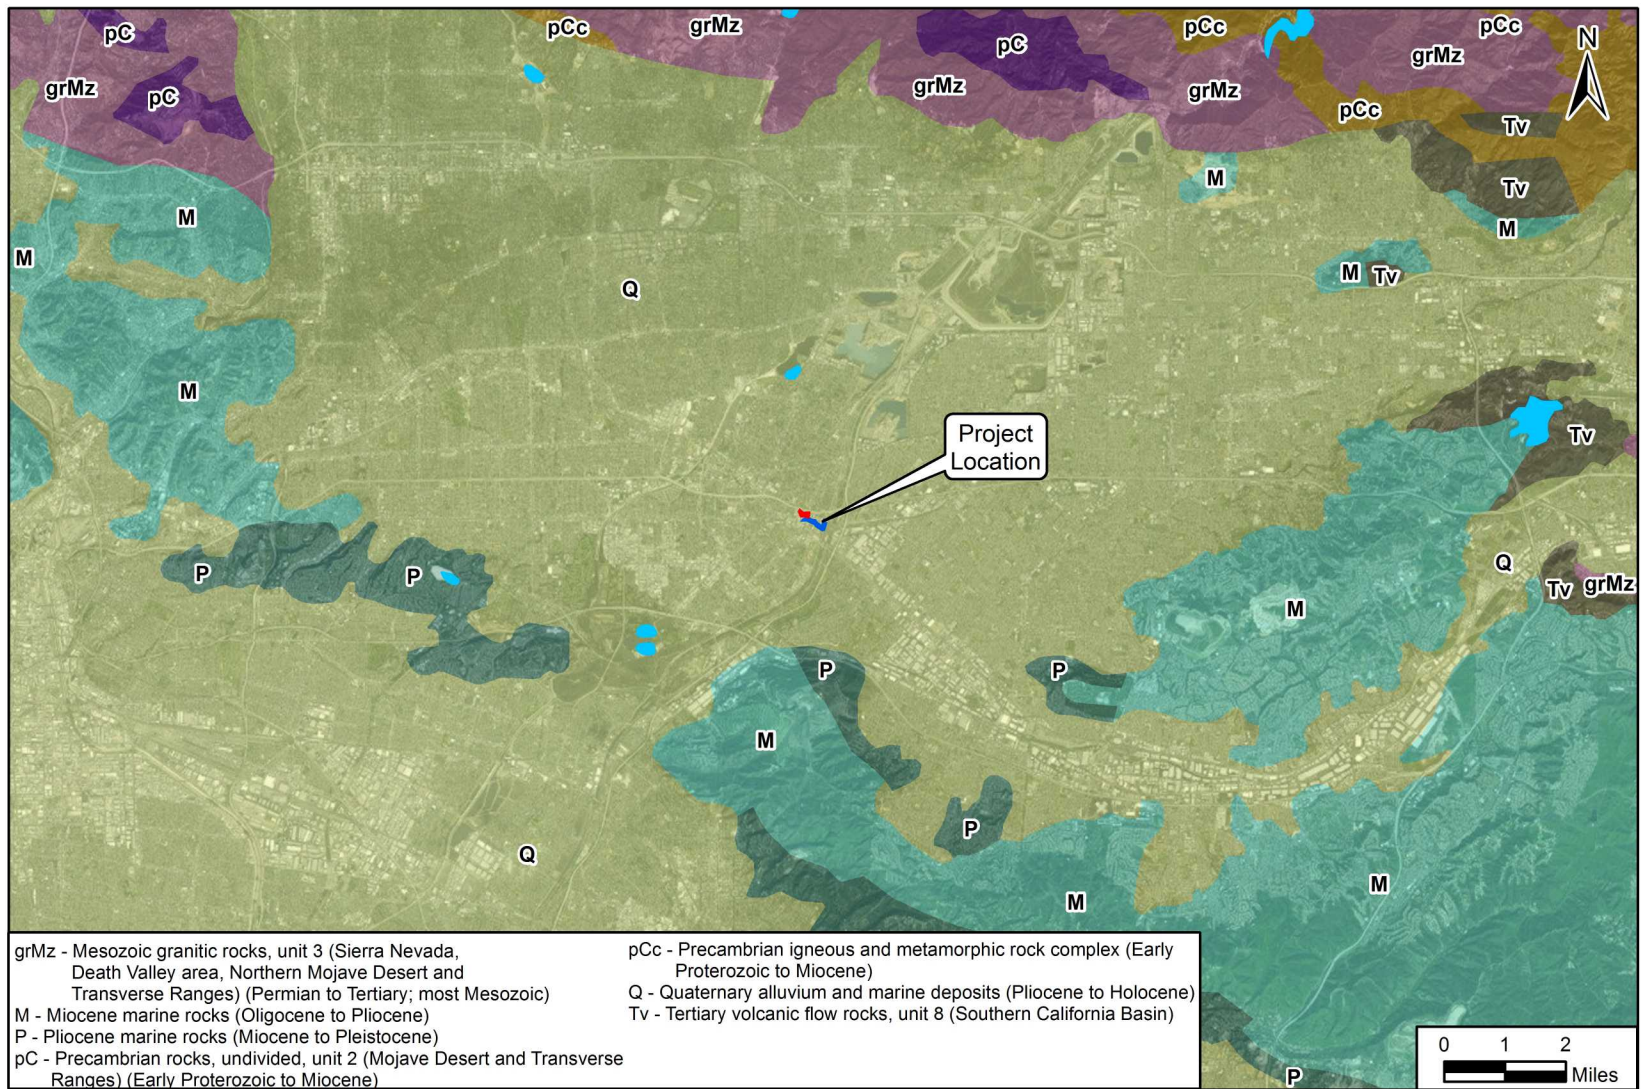 pC
pCc
grMz
pCc
pCc
pC
N
grMz
grMz
pC
grMz
grMz
pCc
Tv
M
Tv
M
M
M
M
Tv
Q
M
Project
Location
Tv
Q
P
P
Tv
grMz
M
P
P
M
P
Q
M
M
grMz - Mesozoic granitic rocks, unit 3 (Sierra Nevada,
Death Valley area, Northern Mojave Desert and
Transverse Ranges) (Permian to Tertiary; most Mesozoic)
M - Miocene marine rocks (Oligocene to Pliocene)
P - Pliocene marine rocks (Miocene to Pleistocene)
pC - Precambrian rocks, undivided, unit 2 (Mojave Desert and Transverse
Ranges) (Early Proterozoic to Miocene)
pCc - Precambrian igneous and metamorphic rock complex (Early
Proterozoic to Miocene)
Q - Quaternary alluvium and marine deposits (Pliocene to Holocene)
Tv - Tertiary volcanic flow rocks, unit 8 (Southern California Basin)
0 1 2
Miles
P